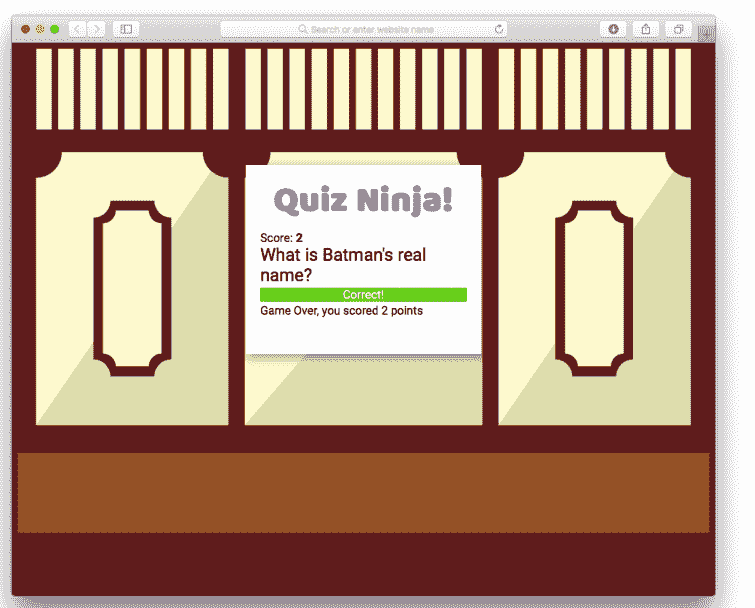 Search or enter website name
Quiz Ninja!
Score: 2
What is Batman's real
name?
Correct!
Game Over, you scored 2 points